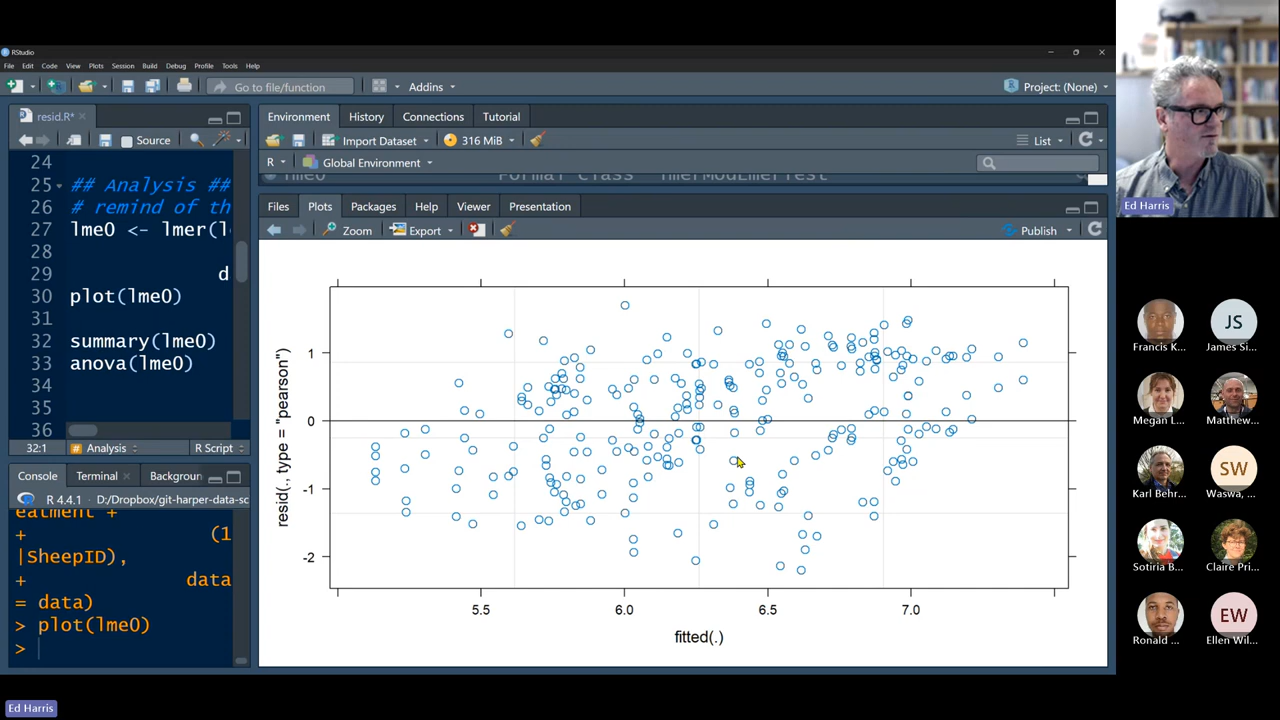 RStudio
File Edit Code View Plots Session Build Debug Profile Tools Help
Go to file/function Addins Project: (None)
resid.R*
Source
24
25 ## Analysis ##
26 # remind of th
27 lme0 <- lmer(l
28
29 d
30 plot(lme0)
31
32 summary(lme0)
33 anova(lme0)
34
35
36
32:1 Analysis R Script
Console Terminal Backgroun
R 4.4.1 · D:/Dropbox/git-harper-data-sc
eatment +
+ (1
|SheepID),
+ data
= data)
> plot(lme0)
>
Environment History Connections Tutorial
Import Dataset 316 MiB List
R Global Environment
Files Plots Packages Help Viewer Presentation
Zoom Export Publish
resid(., type = "pearson")
1
0
-1
-2
5.5 6.0 6.5 7.0
fitted(.)
Ed Harris
JS
Francis K... James Si...
Megan L... Matthew...
SW
Karl Behr... Waswa, ...
Sotiria B... Claire Pri...
EW
Ronald ... Ellen Wil...
Ed Harris